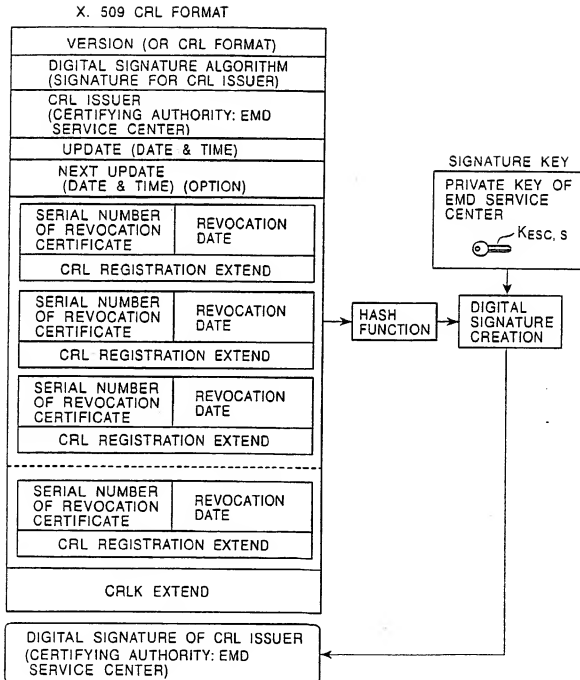 X. 509 CRL FORMAT
VERSION (OR CRL FORMAT)
DIGITAL SIGNATURE ALGORITHM
(SIGNATURE FOR CRL ISSUER)
CRL ISSUER
(CERTIFYING AUTHORITY: EMD
SERVICE CENTER)
UPDATE (DATE & TIME)
NEXT UPDATE
(DATE & TIME) (OPTION)
SERIAL NUMBER
OF REVOCATION
CERTIFICATE
REVOCATION
DATE
CRL REGISTRATION EXTEND
SERIAL NUMBER
OF REVOCATION
CERTIFICATE
REVOCATION
DATE
CRL REGISTRATION EXTEND
SERIAL NUMBER
OF REVOCATION
CERTIFICATE
REVOCATION
DATE
CRL REGISTRATION EXTEND
SERIAL NUMBER
OF REVOCATION
CERTIFICATE
REVOCATION
DATE
CRL REGISTRATION EXTEND
CRLK EXTEND
HASH
FUNCTION
SIGNATURE KEY
PRIVATE KEY OF
EMD SERVICE
CENTER
KESC, S
DIGITAL
SIGNATURE
CREATION
DIGITAL SIGNATURE OF CRL ISSUER
(CERTIFYING AUTHORITY: EMD
SERVICE CENTER)